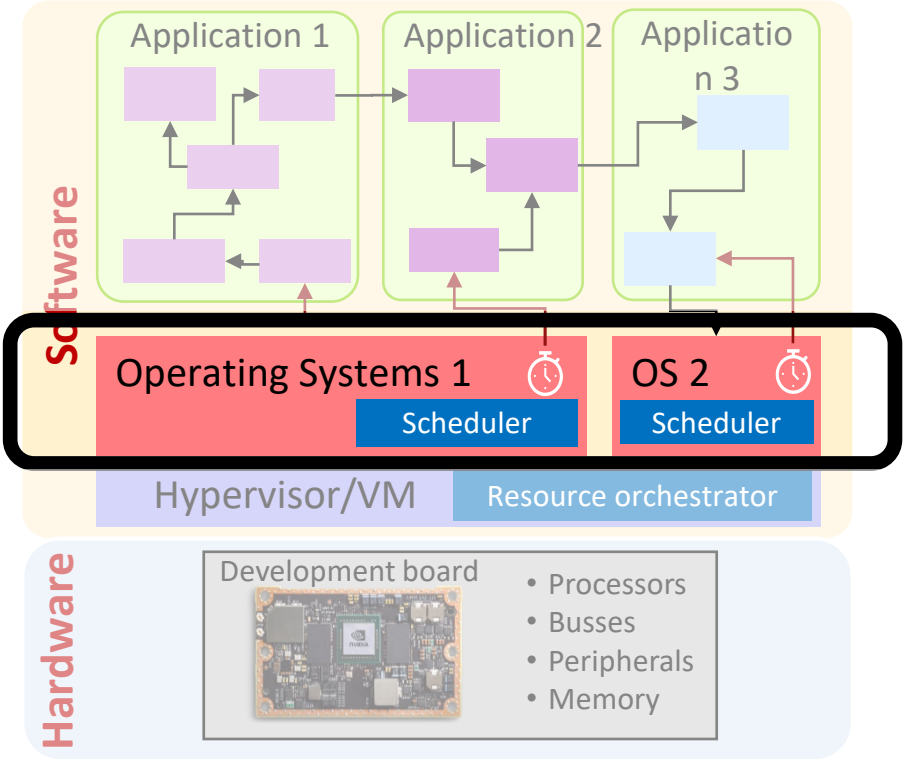 Application 1
Application 2
Applicatio
n 3
Software
Operating Systems 1
OS 2
Scheduler
Scheduler
Hypervisor/VM
Resource orchestrator
Hardware
Development board
• Processors
• Busses
• Peripherals
• Memory
nVIDIA